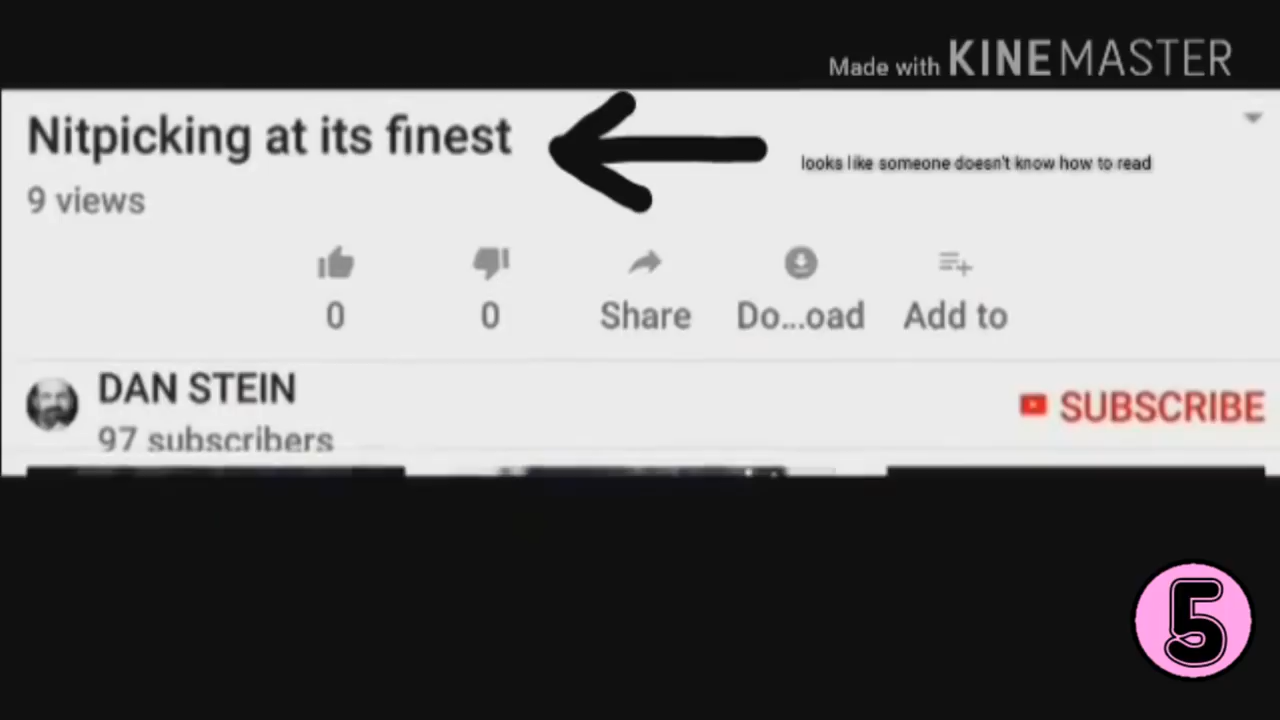 Made with KINEMASTER
Nitpicking at its finest
looks like someone doesn't know how to read
9 views
0 0 Share Do...oad Add to
DAN STEIN
SUBSCRIBE
97 subscribers
5